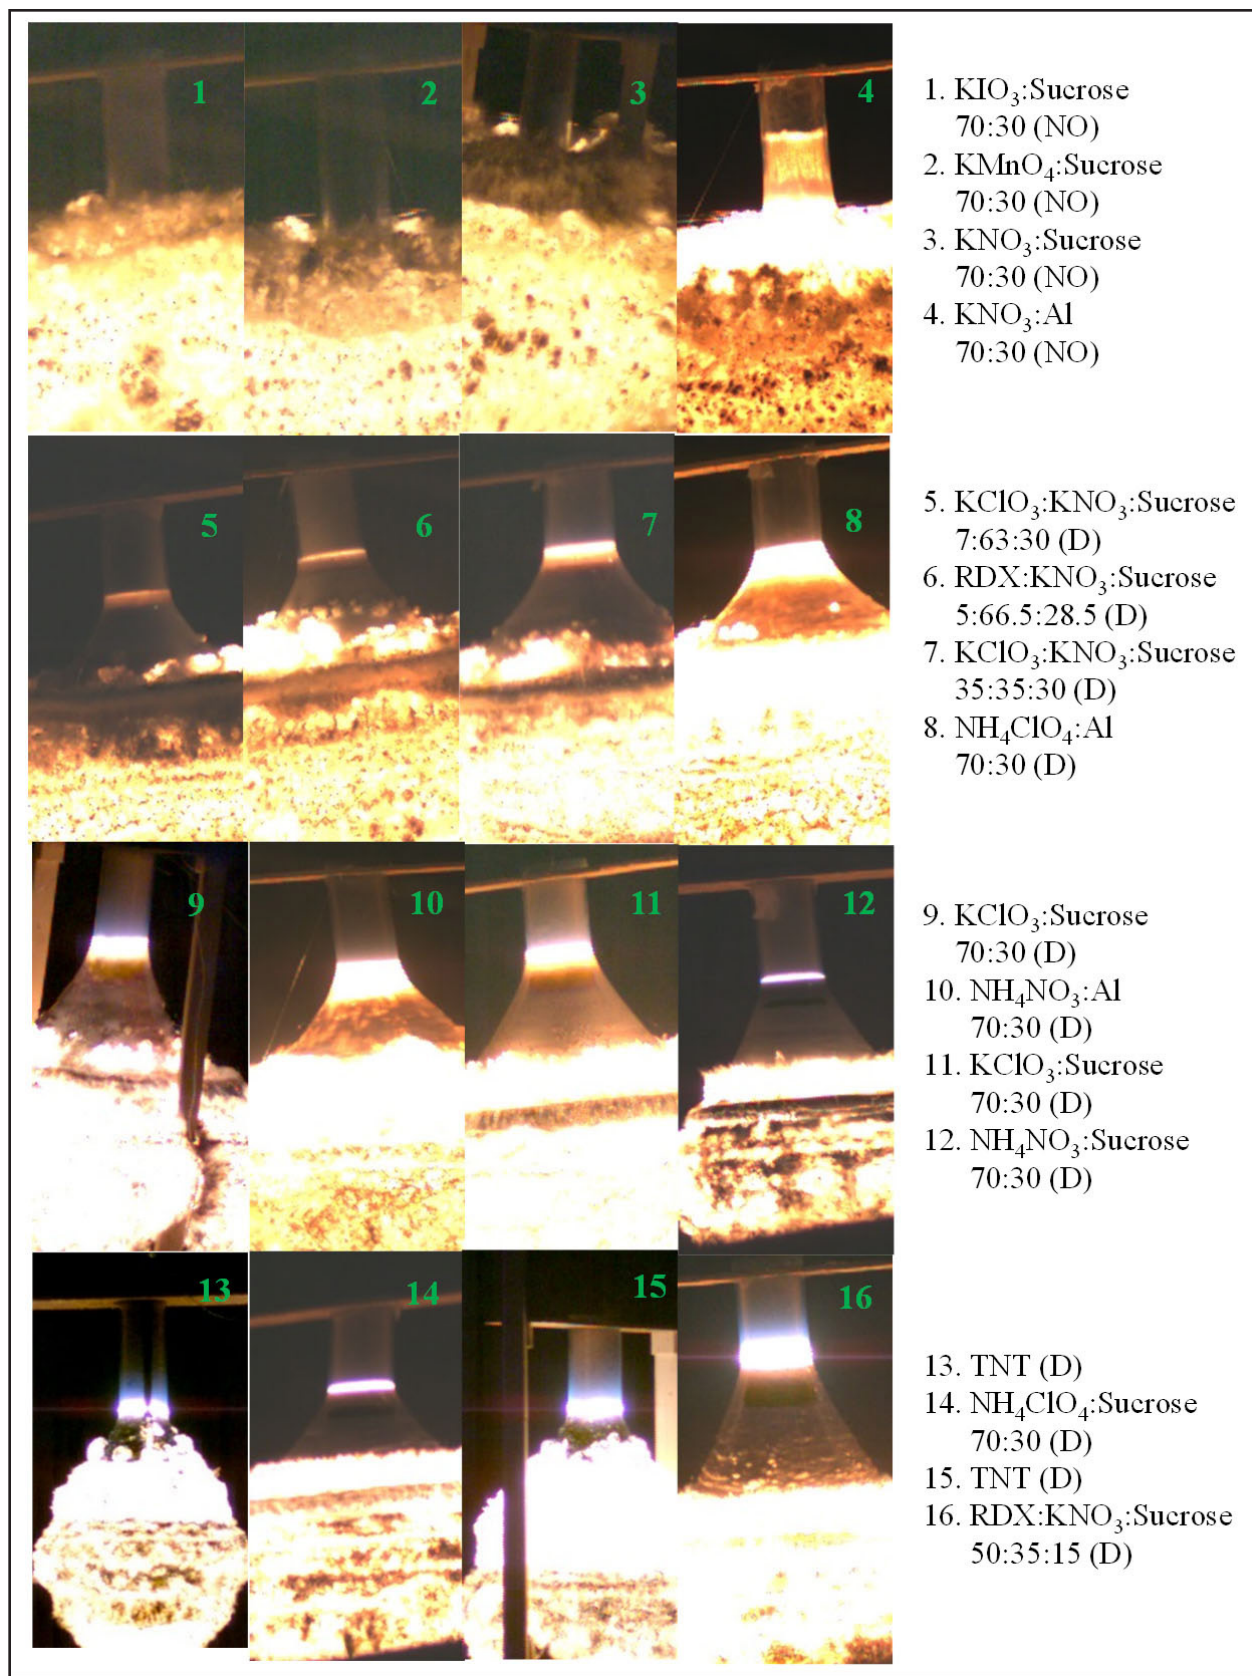 1
2
3
4
1. KIO₃:Sucrose
70:30 (NO)
2. KMnO₄:Sucrose
70:30 (NO)
3. KNO₃:Sucrose
70:30 (NO)
4. KNO₃:Al
70:30 (NO)
5
6
7
8
5. KClO₃:KNO₃:Sucrose
7:63:30 (D)
6. RDX:KNO₃:Sucrose
5:66.5:28.5 (D)
7. KClO₃:KNO₃:Sucrose
35:35:30 (D)
8. NH₄ClO₄:Al
70:30 (D)
9
10
11
12
9. KClO₃:Sucrose
70:30 (D)
10. NH₄NO₃:Al
70:30 (D)
11. KClO₃:Sucrose
70:30 (D)
12. NH₄NO₃:Sucrose
70:30 (D)
13
14
15
16
13. TNT (D)
14. NH₄ClO₄:Sucrose
70:30 (D)
15. TNT (D)
16. RDX:KNO₃:Sucrose
50:35:15 (D)